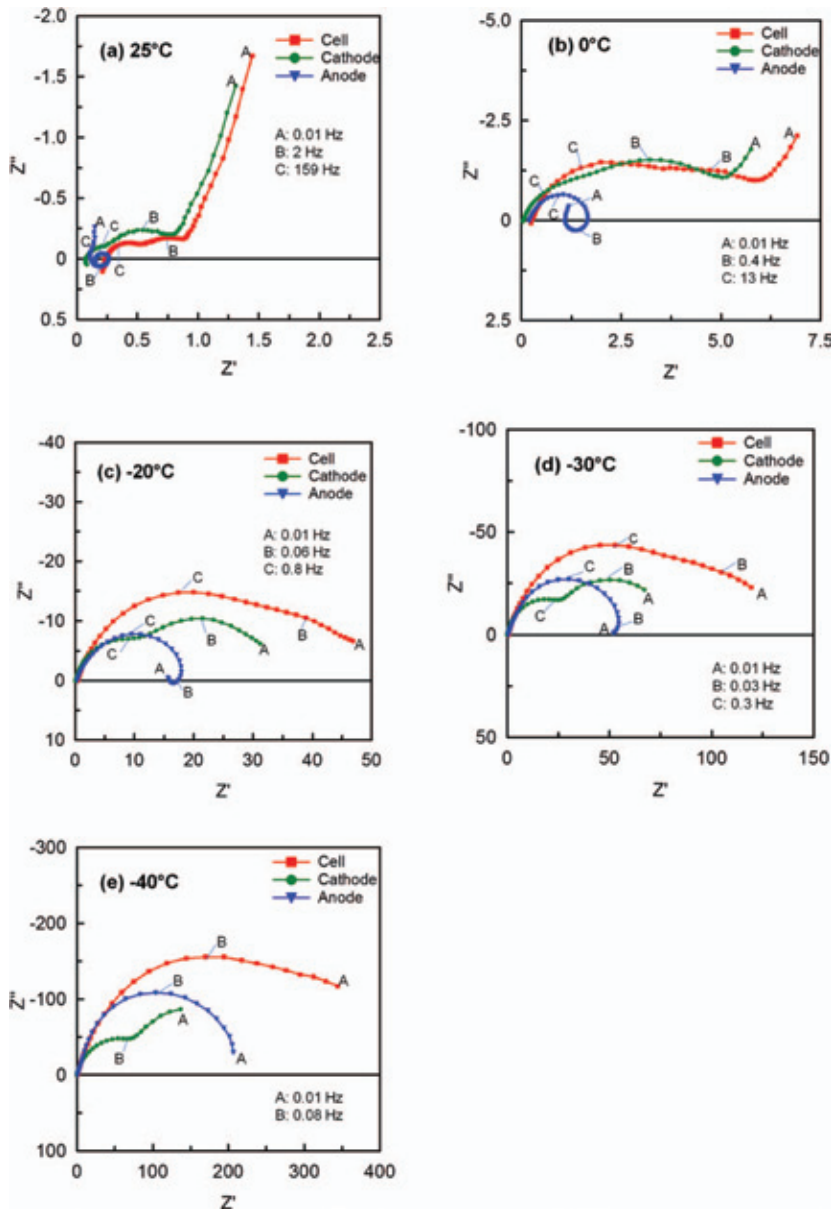 (a) 25°C
Cell
Cathode
Anode
A: 0.01 Hz
B: 2 Hz
C: 159 Hz
-2.0
-1.5
-1.0
-0.5
0
0.5
Z"
A
A
A
B
C
C
C
B
B
0 0.5 1.0 1.5 2.0 2.5
Z'
(b) 0°C
Cell
Cathode
Anode
-5.0
-2.5
0
2.5
Z"
C
B
B
A
A
C
C
A
B
A: 0.01 Hz
B: 0.4 Hz
C: 13 Hz
0 2.5 5.0 7.5
Z'
(c) -20°C
Cell
Cathode
Anode
A: 0.01 Hz
B: 0.06 Hz
C: 0.8 Hz
-40
-30
-20
-10
0
10
Z"
C
C
C
B
B
A
A
A
B
0 10 20 30 40 50
Z'
(d) -30°C
Cell
Cathode
Anode
-100
-50
0
50
Z"
C
C
B
B
C
A
A
B
A
A: 0.01 Hz
B: 0.03 Hz
C: 0.3 Hz
0 50 100 150
Z'
(e) -40°C
Cell
Cathode
Anode
-300
-200
-100
0
100
Z"
B
B
A
A
B
A
A: 0.01 Hz
B: 0.08 Hz
0 100 200 300 400
Z'